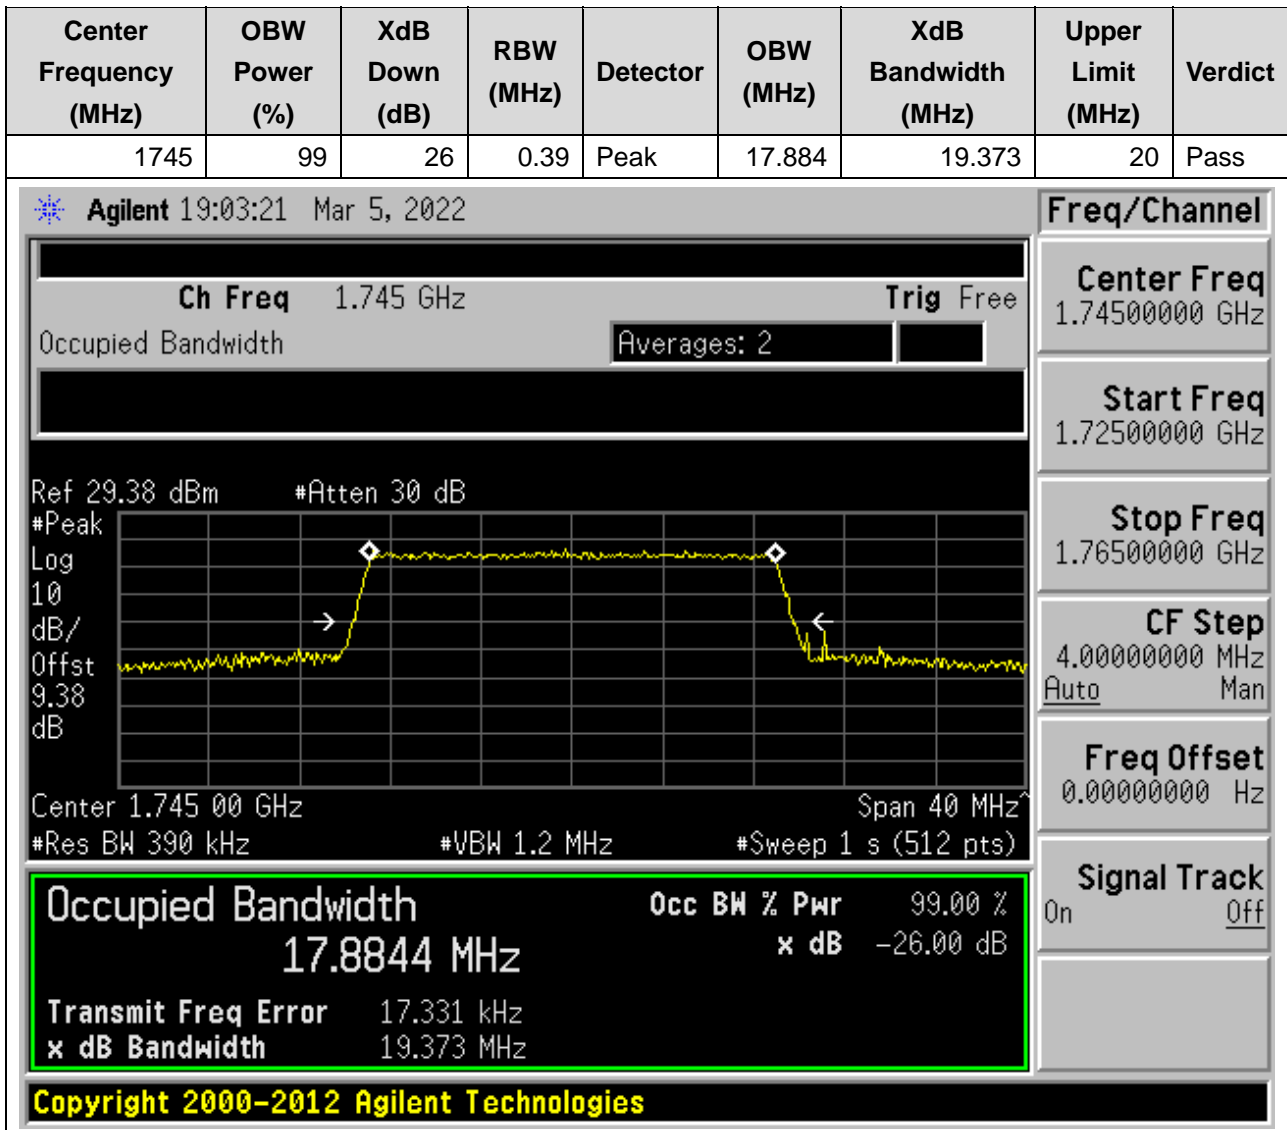 Center Frequency (MHz) OBW Power (%) XdB Down (dB) RBW (MHz) Detector OBW (MHz) XdB Bandwidth (MHz) Upper Limit (MHz) Verdict
1745 99 26 0.39 Peak 17.884 19.373 20 Pass
Agilent 19:03:21 Mar 5, 2022
Freq/Channel
Ch Freq 1.745 GHz Trig Free
Occupied Bandwidth Averages: 2
Center Freq
1.74500000 GHz
Start Freq
1.72500000 GHz
Stop Freq
1.76500000 GHz
CF Step
4.00000000 MHz
Auto Man
Freq Offset
0.00000000 Hz
Signal Track
On Off
Ref 29.38 dBm #Atten 30 dB
#Peak
Log
10
dB/
Offst
9.38
dB
Center 1.745 00 GHz Span 40 MHz^
#Res BW 390 kHz #VBW 1.2 MHz #Sweep 1 s (512 pts)
Occupied Bandwidth Occ BW % Pwr 99.00 %
17.8844 MHz x dB -26.00 dB
Transmit Freq Error 17.331 kHz
x dB Bandwidth 19.373 MHz
Copyright 2000-2012 Agilent Technologies